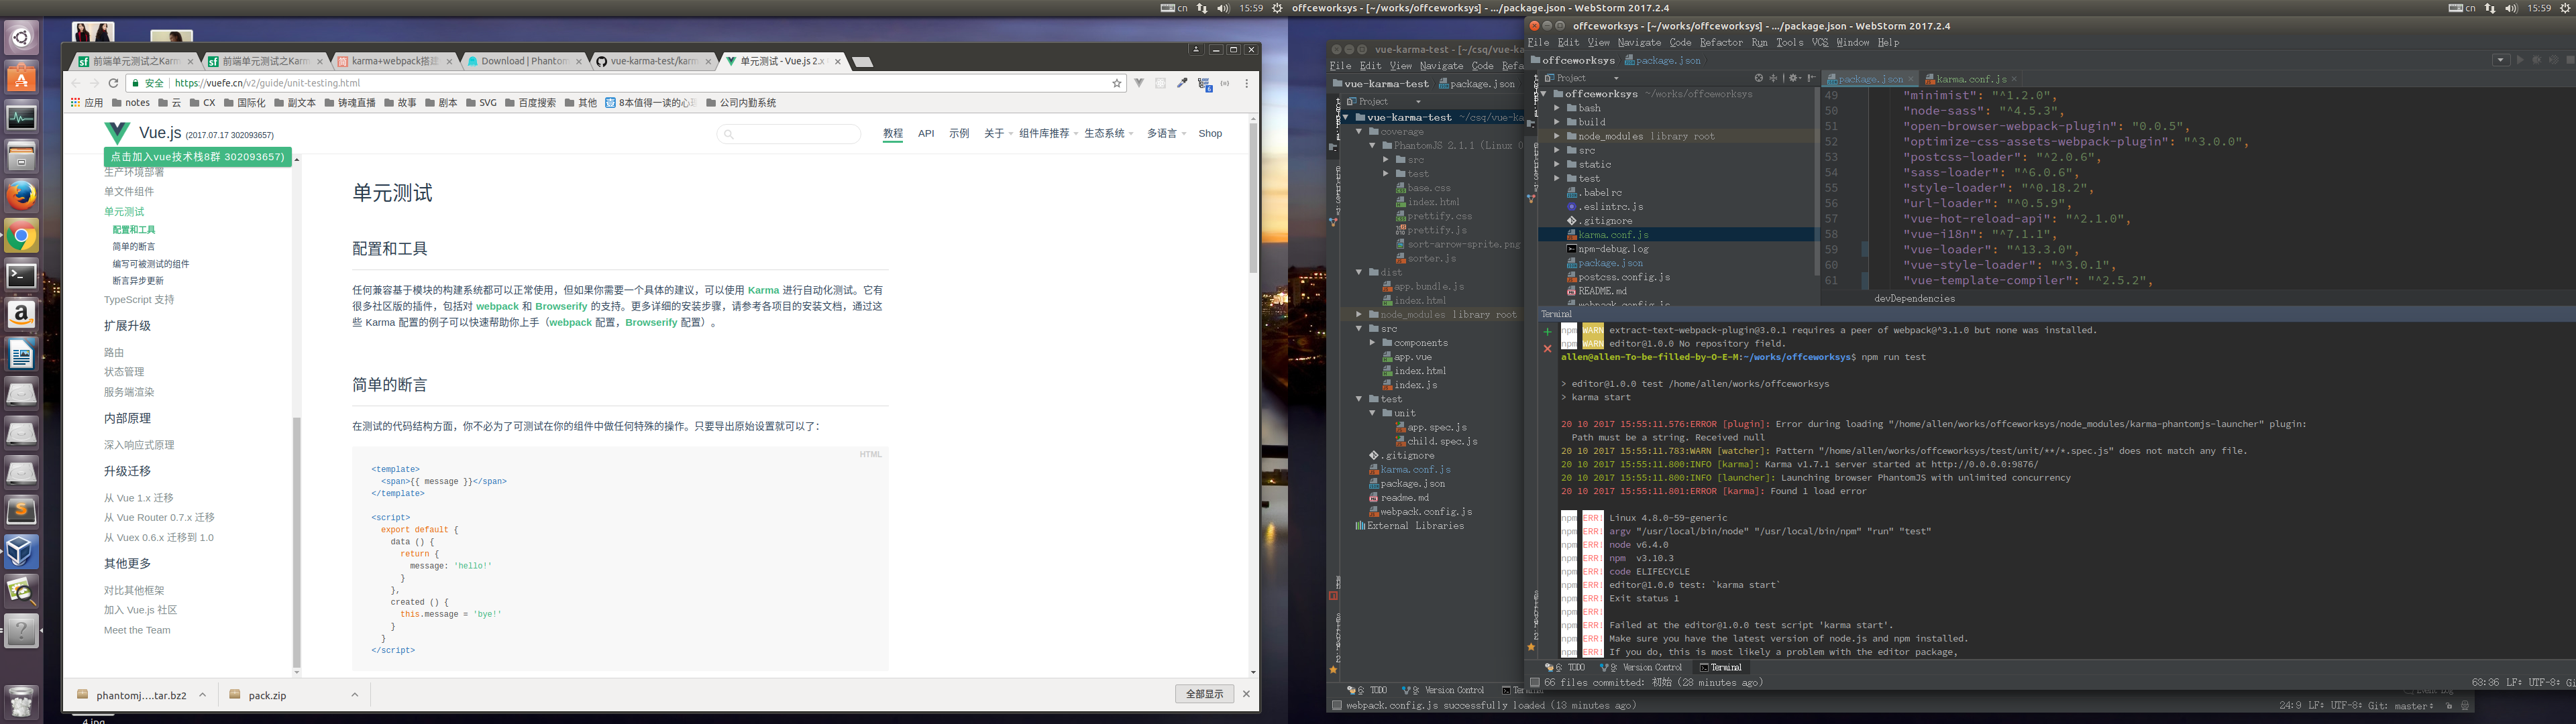 cn 15:59
offceworksys - [~/works/offceworksys] - .../package.json - WebStorm 2017.2.4
cn 15:59
前端单元测试之Karm
前端单元测试之Karm
karma+webpack搭建
Download | Phantom
vue-karma-test/karm
单元测试 - Vue.js 2.x
安全 | https://vuefe.cn/v2/guide/unit-testing.html
应用 notes 云 CX 国际化 副文本 铸魂直播 故事 剧本 SVG 百度搜索 其他 8本值得一读的心理 公司内勤系统
Vue.js (2017.07.17 302093657)
教程 API 示例 关于 组件库推荐 生态系统 多语言 Shop
点击加入vue技术栈8群 302093657)
生产环境部署
单文件组件
单元测试
配置和工具
简单的断言
编写可被测试的组件
断言异步更新
TypeScript 支持
扩展升级
路由
状态管理
服务端渲染
内部原理
深入响应式原理
升级迁移
从 Vue 1.x 迁移
从 Vue Router 0.7.x 迁移
从 Vuex 0.6.x 迁移到 1.0
其他更多
对比其他框架
加入 Vue.js 社区
Meet the Team
单元测试
配置和工具
任何兼容基于模块的构建系统都可以正常使用，但如果你需要一个具体的建议，可以使用 Karma 进行自动化测试。它有
很多社区版的插件，包括对 webpack 和 Browserify 的支持。更多详细的安装步骤，请参考各项目的安装文档，通过这
些 Karma 配置的例子可以快速帮助你上手（webpack 配置，Browserify 配置）。
简单的断言
在测试的代码结构方面，你不必为了可测试在你的组件中做任何特殊的操作。只要导出原始设置就可以了：
HTML
<template>
<span>{{ message }}</span>
</template>
<script>
export default {
data () {
return {
message: 'hello!'
}
},
created () {
this.message = 'bye!'
}
}
</script>
phantomj....tar.bz2
pack.zip
全部显示
4.jpg
vue-karma-test - [~/csq/vue-ka
File Edit View Navigate Code Refa
vue-karma-test package.json
Project
vue-karma-test ~/csq/vue-ka
coverage
PhantomJS 2.1.1 (Linux 0
src
test
base.css
index.html
prettify.css
prettify.js
sort-arrow-sprite.png
sorter.js
dist
app.bundle.js
index.html
node_modules library root
src
components
app.vue
index.html
index.js
test
unit
app.spec.js
child.spec.js
.gitignore
karma.conf.js
package.json
readme.md
webpack.config.js
External Libraries
6: TODO 9: Version Control Termi
webpack.config.js successfully loaded (13 minutes ago)
24:9 LF÷ UTF-8÷ Git: master÷
offceworksys - [~/works/offceworksys] - .../package.json - WebStorm 2017.2.4
File Edit View Navigate Code Refactor Run Tools VCS Window Help
offceworksys package.json
Project
package.json
karma.conf.js
offceworksys ~/works/offceworksys
bash
build
node_modules library root
src
static
test
.babelrc
.eslintrc.js
.gitignore
karma.conf.js
npm-debug.log
package.json
postcss.config.js
README.md
webpack.config.js
49 "minimist": "^1.2.0",
50 "node-sass": "^4.5.3",
51 "open-browser-webpack-plugin": "0.0.5",
52 "optimize-css-assets-webpack-plugin": "^3.0.0",
53 "postcss-loader": "^2.0.6",
54 "sass-loader": "^6.0.6",
55 "style-loader": "^0.18.2",
56 "url-loader": "^0.5.9",
57 "vue-hot-reload-api": "^2.1.0",
58 "vue-i18n": "^7.1.1",
59 "vue-loader": "^13.3.0",
60 "vue-style-loader": "^3.0.1",
61 "vue-template-compiler": "^2.5.2",
devDependencies
Terminal
npm WARN extract-text-webpack-plugin@3.0.1 requires a peer of webpack@^3.1.0 but none was installed.
npm WARN editor@1.0.0 No repository field.
allen@allen-To-be-filled-by-O-E-M:~/works/offceworksys$ npm run test
> editor@1.0.0 test /home/allen/works/offceworksys
> karma start
20 10 2017 15:55:11.576:ERROR [plugin]: Error during loading "/home/allen/works/offceworksys/node_modules/karma-phantomjs-launcher" plugin:
Path must be a string. Received null
20 10 2017 15:55:11.783:WARN [watcher]: Pattern "/home/allen/works/offceworksys/test/unit/**/*.spec.js" does not match any file.
20 10 2017 15:55:11.800:INFO [karma]: Karma v1.7.1 server started at http://0.0.0.0:9876/
20 10 2017 15:55:11.800:INFO [launcher]: Launching browser PhantomJS with unlimited concurrency
20 10 2017 15:55:11.801:ERROR [karma]: Found 1 load error
npm ERR! Linux 4.8.0-59-generic
npm ERR! argv "/usr/local/bin/node" "/usr/local/bin/npm" "run" "test"
npm ERR! node v6.4.0
npm ERR! npm v3.10.3
npm ERR! code ELIFECYCLE
npm ERR! editor@1.0.0 test: `karma start`
npm ERR! Exit status 1
npm ERR!
npm ERR! Failed at the editor@1.0.0 test script 'karma start'.
npm ERR! Make sure you have the latest version of node.js and npm installed.
npm ERR! If you do, this is most likely a problem with the editor package,
6: TODO 9: Version Control Terminal
66 files committed: 初始 (28 minutes ago)
63:36 LF÷ UTF-8÷ Gi